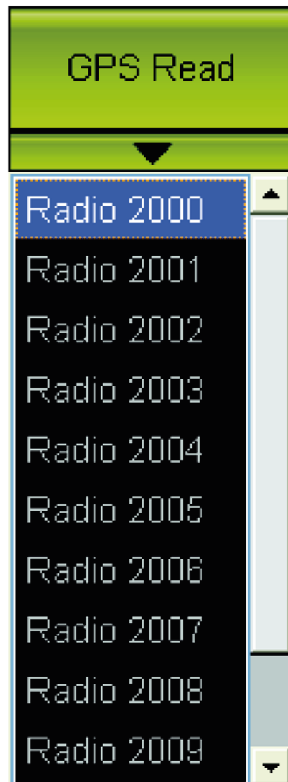 GPS Read
Radio 2000
Radio 2001
Radio 2002
Radio 2003
Radio 2004
Radio 2005
Radio 2006
Radio 2007
Radio 2008
Radio 2009